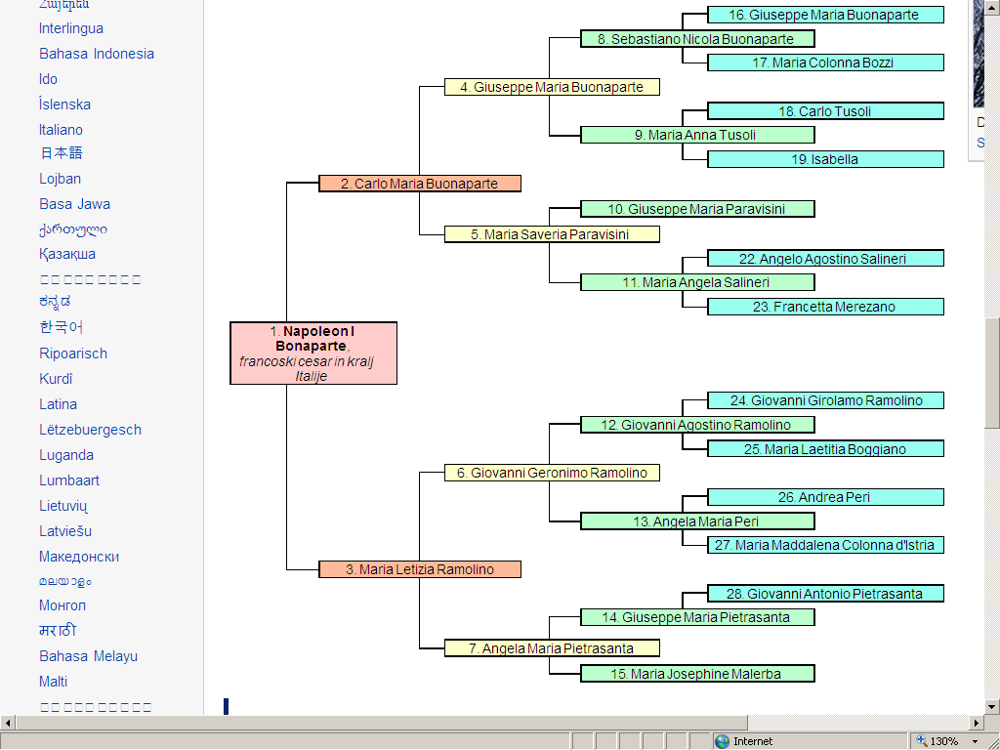 Հայերեն
Interlingua
Bahasa Indonesia
Ido
Íslenska
Italiano
日本語
Lojban
Basa Jawa
ქართული
Қазақша
ಕನ್ನಡ
한국어
Ripoarisch
Kurdî
Latina
Lëtzebuergesch
Luganda
Lumbaart
Lietuvių
Latviešu
Македонски
മലയാളം
Монгол
मराठी
Bahasa Melayu
Malti
16. Giuseppe Maria Buonaparte
8. Sebastiano Nicola Buonaparte
17. Maria Colonna Bozzi
4. Giuseppe Maria Buonaparte
18. Carlo Tusoli
9. Maria Anna Tusoli
19. Isabella
2. Carlo Maria Buonaparte
10. Giuseppe Maria Paravisini
5. Maria Saveria Paravisini
22. Angelo Agostino Salineri
11. Maria Angela Salineri
23. Francetta Merezano
1. Napoleon I
Bonaparte,
francoski cesar in kralj
Italije
24. Giovanni Girolamo Ramolino
12. Giovanni Agostino Ramolino
25. Maria Laetitia Boggiano
6. Giovanni Geronimo Ramolino
26. Andrea Peri
13. Angela Maria Peri
27. Maria Maddalena Colonna d'Istria
3. Maria Letizia Ramolino
28. Giovanni Antonio Pietrasanta
14. Giuseppe Maria Pietrasanta
7. Angela Maria Pietrasanta
15. Maria Josephine Malerba
D
S
Internet
130%